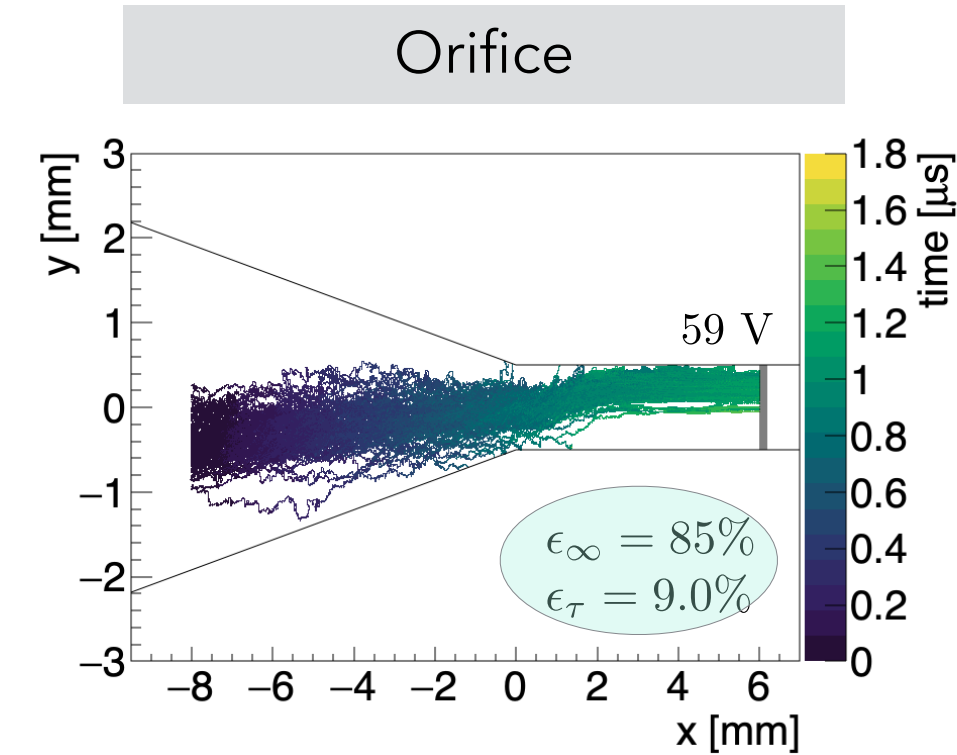 Orifice
y [mm]
3
2
1
0
−1
−2
−3
59 V
ϵ∞ = 85%
ϵτ = 9.0%
−8 −6 −4 −2 0 2 4 6
x [mm]
1.8
1.6
1.4
1.2
1
0.8
0.6
0.4
0.2
0
time [μs]